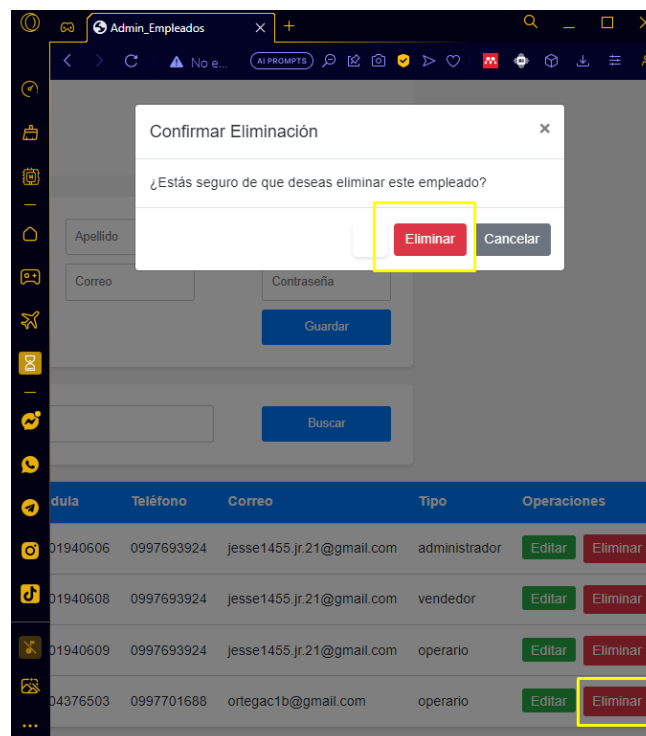 Admin_Empleados
No e...
AI PROMPTS
Confirmar Eliminación
¿Estás seguro de que deseas eliminar este empleado?
Eliminar Cancelar
Apellido
Correo Contraseña
Guardar
Buscar
dula Teléfono Correo Tipo Operaciones
01940606 0997693924 jesse1455.jr.21@gmail.com administrador Editar Eliminar
01940608 0997693924 jesse1455.jr.21@gmail.com vendedor Editar Eliminar
01940609 0997693924 jesse1455.jr.21@gmail.com operario Editar Eliminar
04376503 0997701688 ortegac1b@gmail.com operario Editar Eliminar